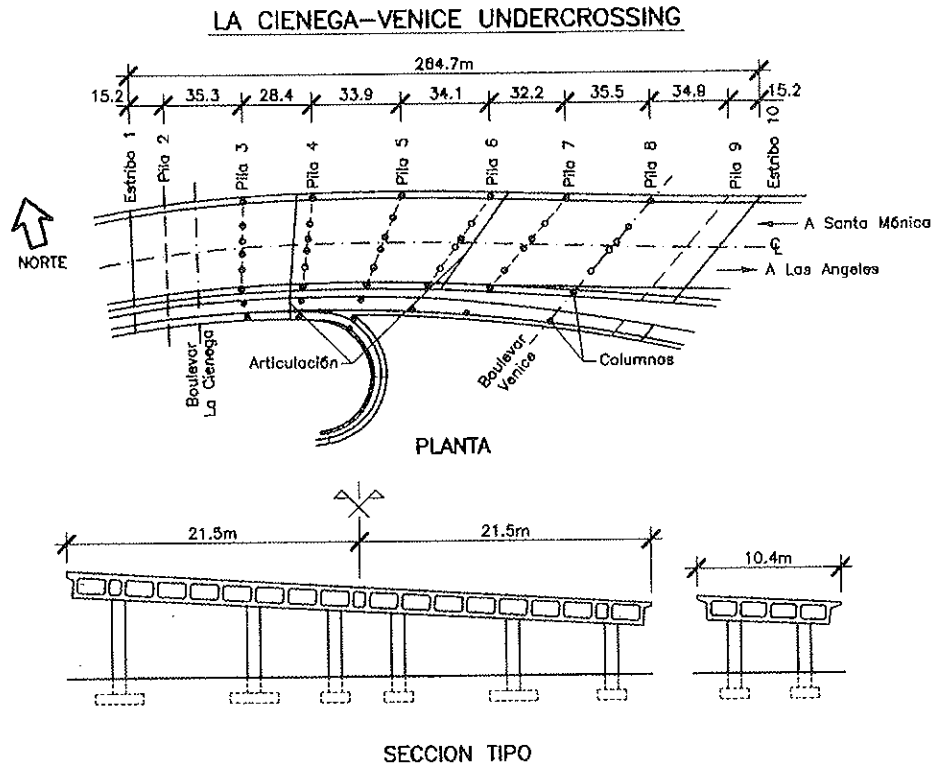 LA CIENEGA-VENICE UNDERCROSSING
264.7m
15.2 35.3 28.4 33.9 34.1 32.2 35.5 34.9 15.2
Estribo 1
Pila 2
Pila 3
Pila 4
Pila 5
Pila 6
Pila 7
Pila 8
Pila 9
Estribo 10
NORTE
A Santa Mónica
CL
A Las Angeles
Boulevar
La Cienega
Articulación
Boulevar
Venice
Columnas
PLANTA
21.5m 21.5m
10.4m
SECCION TIPO